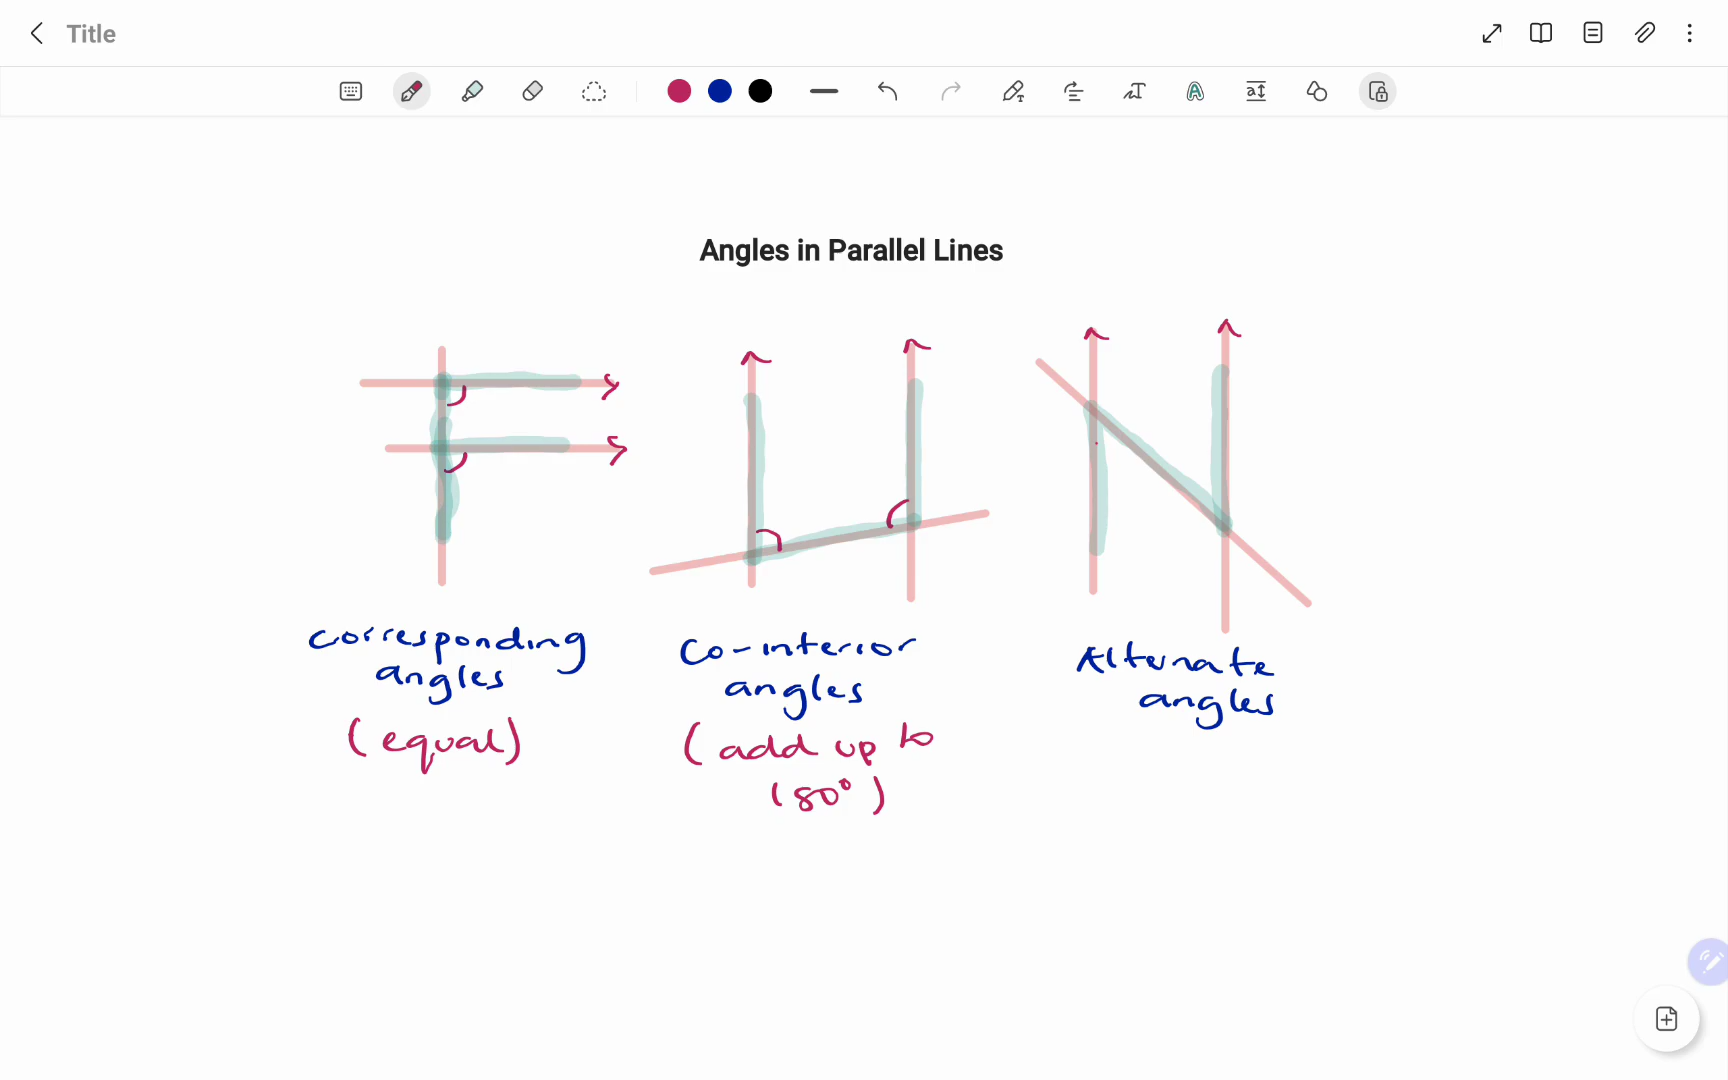 Title
Angles in Parallel Lines
Corresponding
angles
(equal)
Co-interior
angles
(add up to
180°)
Alternate
angles